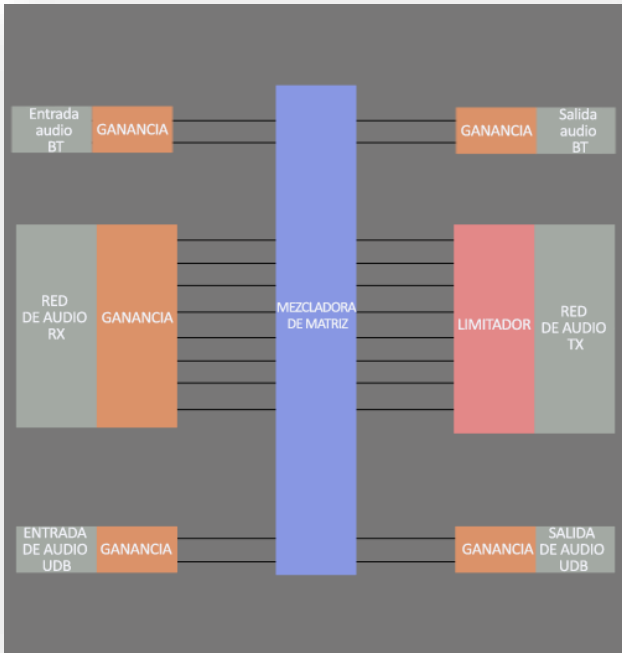 Entrada
audio
BT
GANANCIA
GANANCIA
Salida
audio
BT
RED
DE AUDIO
RX
GANANCIA
MEZCLADORA
DE MATRIZ
LIMITADOR
RED
DE AUDIO
TX
ENTRADA
DE AUDIO
UDB
GANANCIA
GANANCIA
SALIDA
DE AUDIO
UDB